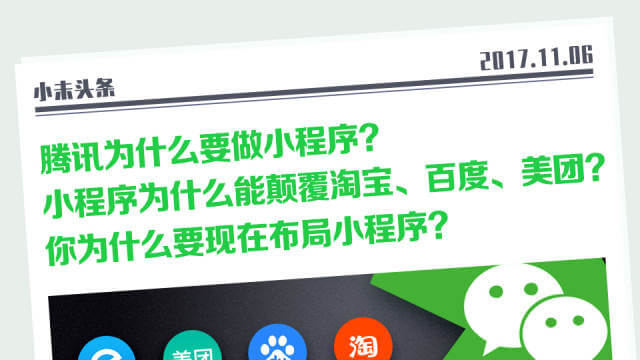 小未头条
2017.11.06
腾讯为什么要做小程序？
小程序为什么能颠覆淘宝、百度、美团？
你为什么要现在布局小程序？
美团
淘